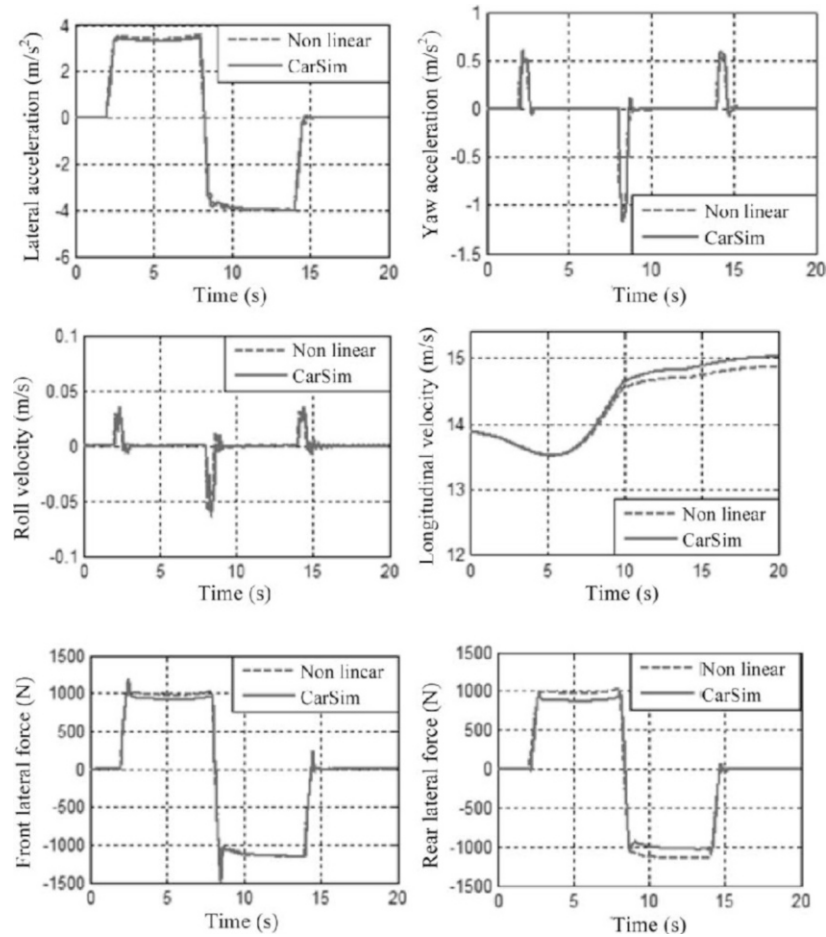 Lateral acceleration (m/s²)
4
2
0
-2
-4
-6
Non linear
CarSim
0 5 10 15 20
Time (s)
Yaw acceleration (m/s²)
1
0.5
0
-0.5
-1
-1.5
Non linear
CarSim
0 5 10 15 20
Time (s)
Roll velocity (m/s)
0.1
0.05
0
-0.05
-0.1
Non linear
CarSim
0 5 10 15 20
Time (s)
Longitudinal velocity (m/s)
15
14
13
12
Non linear
CarSim
0 5 10 15 20
Time (s)
Front lateral force (N)
1500
1000
500
0
-500
-1000
-1500
Non lincar
CarSim
0 5 10 15 20
Time (s)
Rear lateral force (N)
1500
1000
500
0
-500
-1000
-1500
Non linear
CarSim
0 5 10 15 20
Time (s)